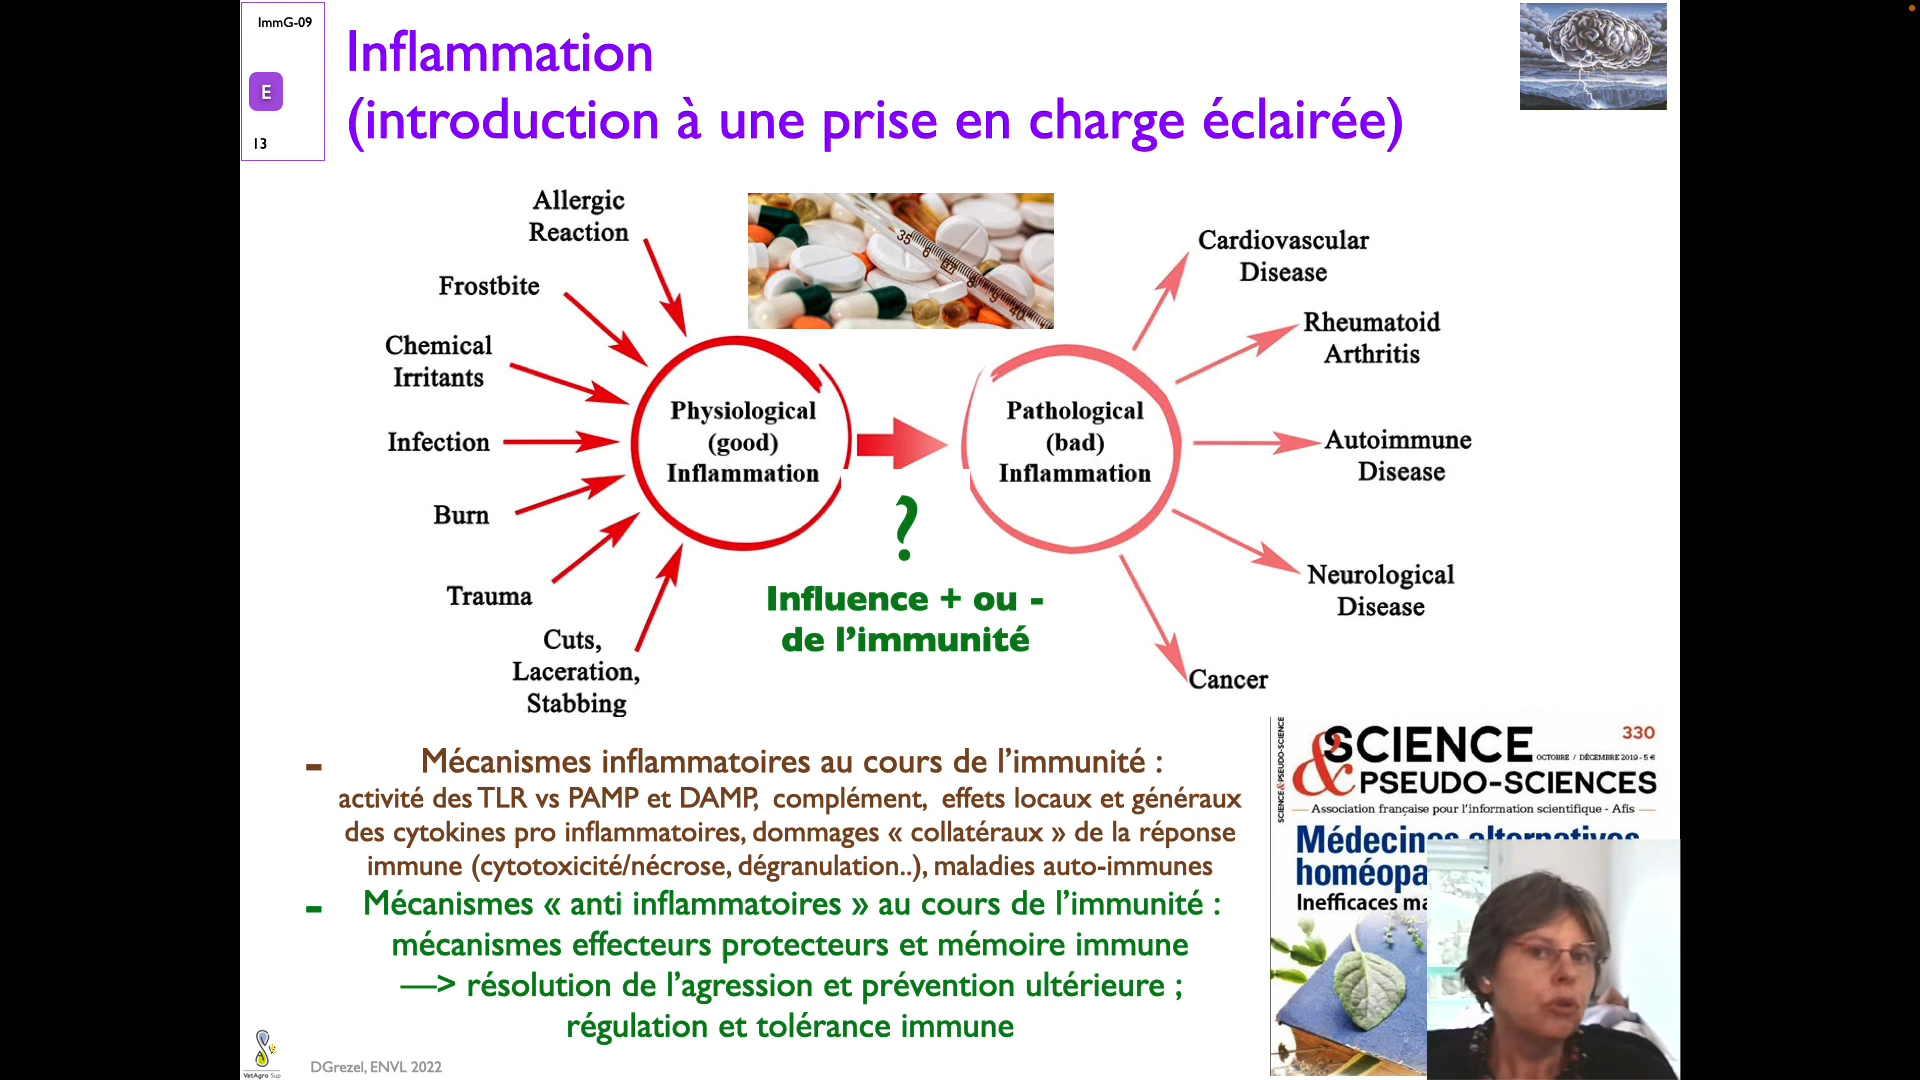 ImmG-09
E
13
Inflammation
(introduction à une prise en charge éclairée)
Allergic
Reaction
Frostbite
Chemical
Irritants
Infection
Burn
Trauma
Cuts,
Laceration,
Stabbing
35
Physiological
(good)
Inflammation
Pathological
(bad)
Inflammation
?
Influence + ou -
de l’immunité
Cardiovascular
Disease
Rheumatoid
Arthritis
Autoimmune
Disease
Neurological
Disease
Cancer
- Mécanismes inflammatoires au cours de l’immunité :
activité des TLR vs PAMP et DAMP, complément, effets locaux et généraux
des cytokines pro inflammatoires, dommages « collatéraux » de la réponse
immune (cytotoxicité/nécrose, dégranulation..), maladies auto-immunes
- Mécanismes « anti inflammatoires » au cours de l’immunité :
mécanismes effecteurs protecteurs et mémoire immune
—> résolution de l’agression et prévention ultérieure ;
régulation et tolérance immune
SCIENCE & PSEUDO-SCIENCES
330
SCIENCE
OCTOBRE / DÉCEMBRE 2019 - 5 €
& PSEUDO-SCIENCES
Association française pour l’information scientifique - Afis
Médecines alternatives
homéopa
Inefficaces ma
VetAgro Sup
DGrezel, ENVL 2022